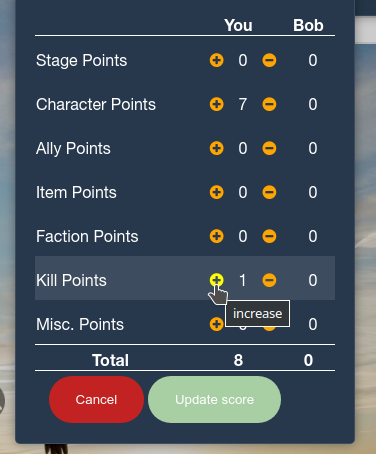 You Bob
Stage Points 0 0
Character Points 7 0
Ally Points 0 0
Item Points 0 0
Faction Points 0 0
Kill Points 1 0
increase
Misc. Points 0
Total 8 0
Cancel Update score